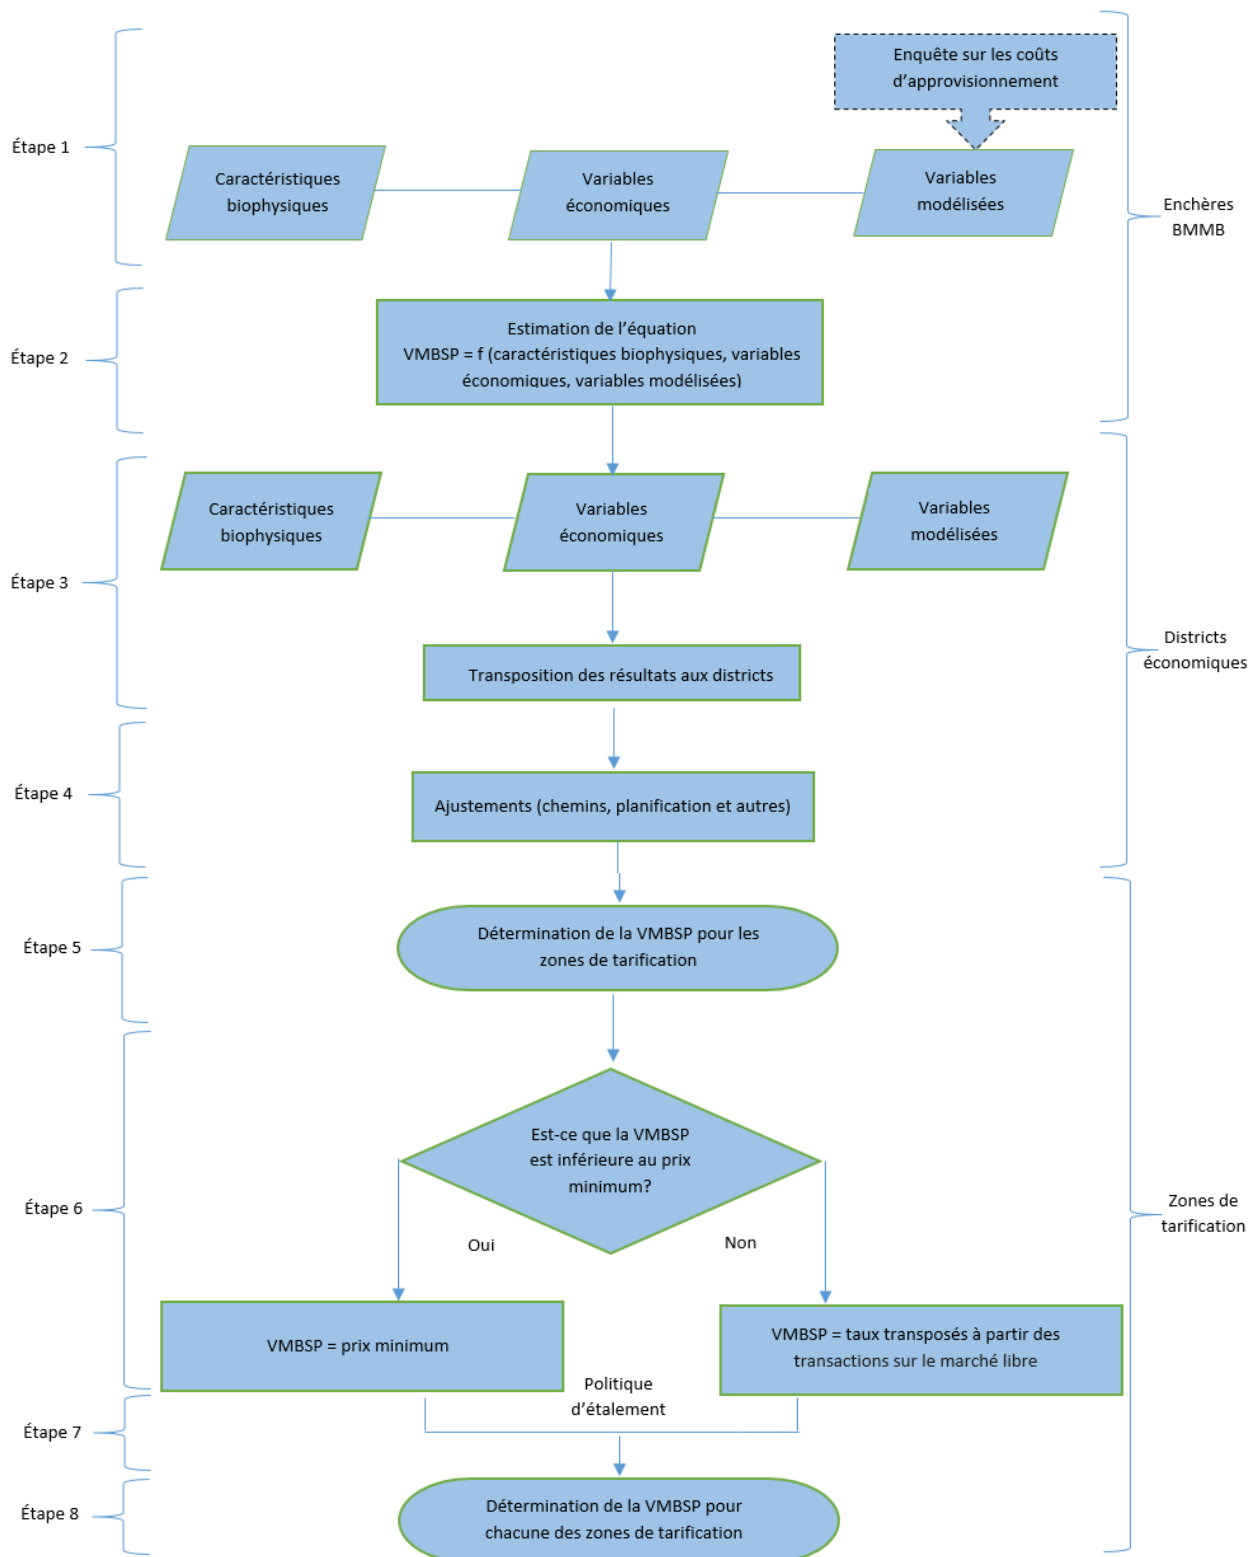 Enquête sur les coûts
d'approvisionnement
Étape 1
Caractéristiques
biophysiques
Variables
économiques
Variables
modélisées
Enchères
BMMB
Étape 2
Estimation de l'équation
VMBSP = f (caractéristiques biophysiques, variables
économiques, variables modélisées)
Étape 3
Caractéristiques
biophysiques
Variables
économiques
Variables
modélisées
Transposition des résultats aux districts
Districts
économiques
Étape 4
Ajustements (chemins, planification et autres)
Étape 5
Détermination de la VMBSP pour les
zones de tarification
Étape 6
Est-ce que la VMBSP
est inférieure au prix
minimum?
Oui
Non
Zones de
tarification
VMBSP = prix minimum
VMBSP = taux transposés à partir des
transactions sur le marché libre
Politique
d'étalement
Étape 7
Étape 8
Détermination de la VMBSP pour
chacune des zones de tarification